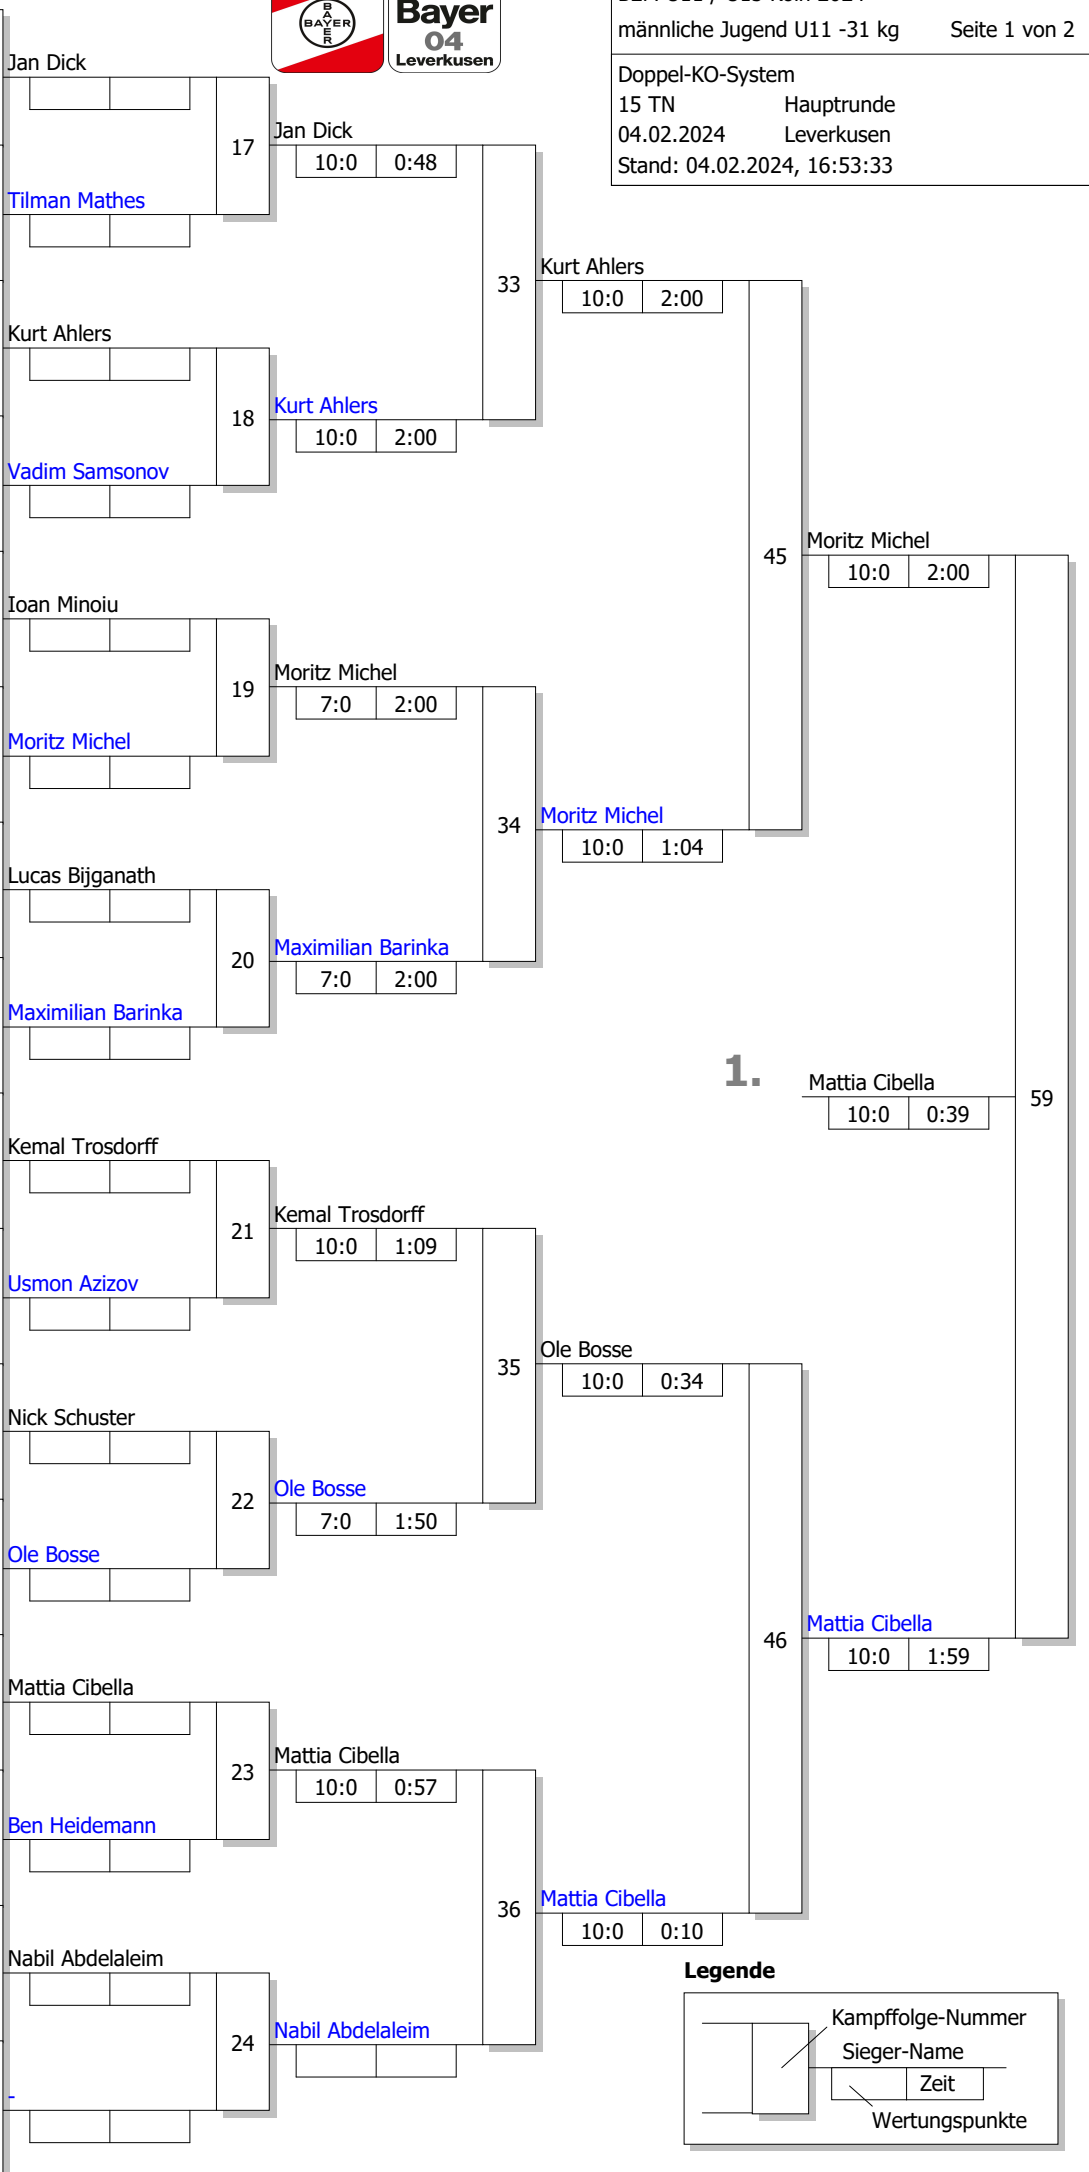 BAYER
BAYER
Bayer
04
Leverkusen
männliche Jugend U11 -31 kg Seite 1 von 2
Doppel-KO-System
15 TN Hauptrunde
04.02.2024 Leverkusen
Stand: 04.02.2024, 16:53:33
Jan Dick
17
Jan Dick
10:0 0:48
Tilman Mathes
33
Kurt Ahlers
10:0 2:00
Kurt Ahlers
18
Kurt Ahlers
10:0 2:00
Vadim Samsonov
45
Moritz Michel
10:0 2:00
Ioan Minoiu
19
Moritz Michel
7:0 2:00
Moritz Michel
34
Moritz Michel
10:0 1:04
Lucas Bijganath
20
Maximilian Barinka
7:0 2:00
Maximilian Barinka
1.
Mattia Cibella
10:0 0:39
59
Kemal Trosdorff
21
Kemal Trosdorff
10:0 1:09
Usmon Azizov
35
Ole Bosse
10:0 0:34
Nick Schuster
22
Ole Bosse
7:0 1:50
Ole Bosse
46
Mattia Cibella
10:0 1:59
Mattia Cibella
23
Mattia Cibella
10:0 0:57
Ben Heidemann
36
Mattia Cibella
10:0 0:10
Nabil Abdelaleim
24
Nabil Abdelaleim
-
Legende
Kampffolge-Nummer
Sieger-Name
Zeit
Wertungspunkte